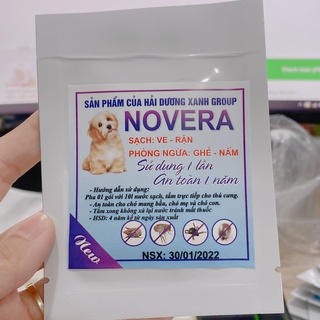 SẢN PHẨM CỦA HẢI DƯƠNG XANH GROUP
NOVERA
SẠCH: VE - RẬN
PHÒNG NGỪA: GHẺ - NẤM
Sử dụng 1 lần
An toàn 1 năm
- Hướng dẫn sử dụng:
Pha 01 gói với 10l nước sạch, tắm trực tiếp cho thú cưng.
- An toàn cho chó mang bầu, chó mẹ và chó con.
- Tắm xong không xả lại nước tránh mất thuốc
- HSD: 4 năm kể từ ngày sản xuất
New
NSX: 30/01/2022